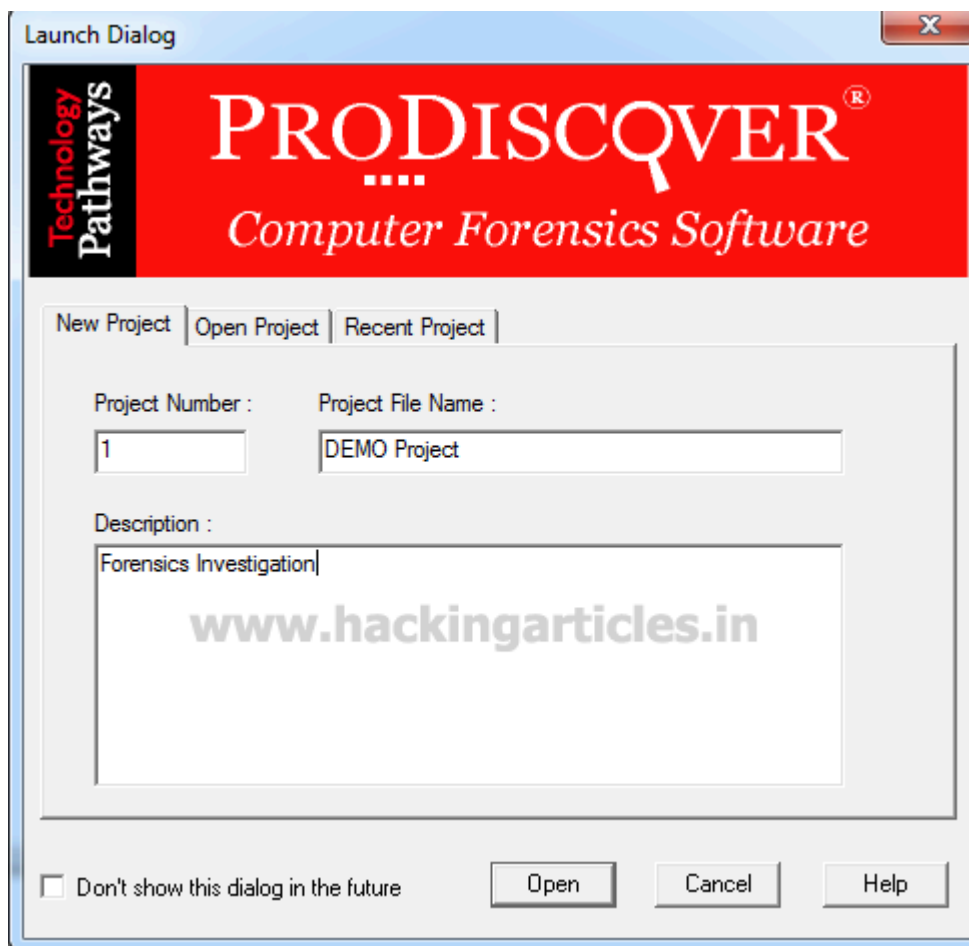 Launch Dialog
Technology
Pathways
PRODISCOVER®
Computer Forensics Software
New Project
Open Project
Recent Project
Project Number :
Project File Name :
1
DEMO Project
Description :
Forensics Investigation
www.hackingarticles.in
Don't show this dialog in the future
Open
Cancel
Help